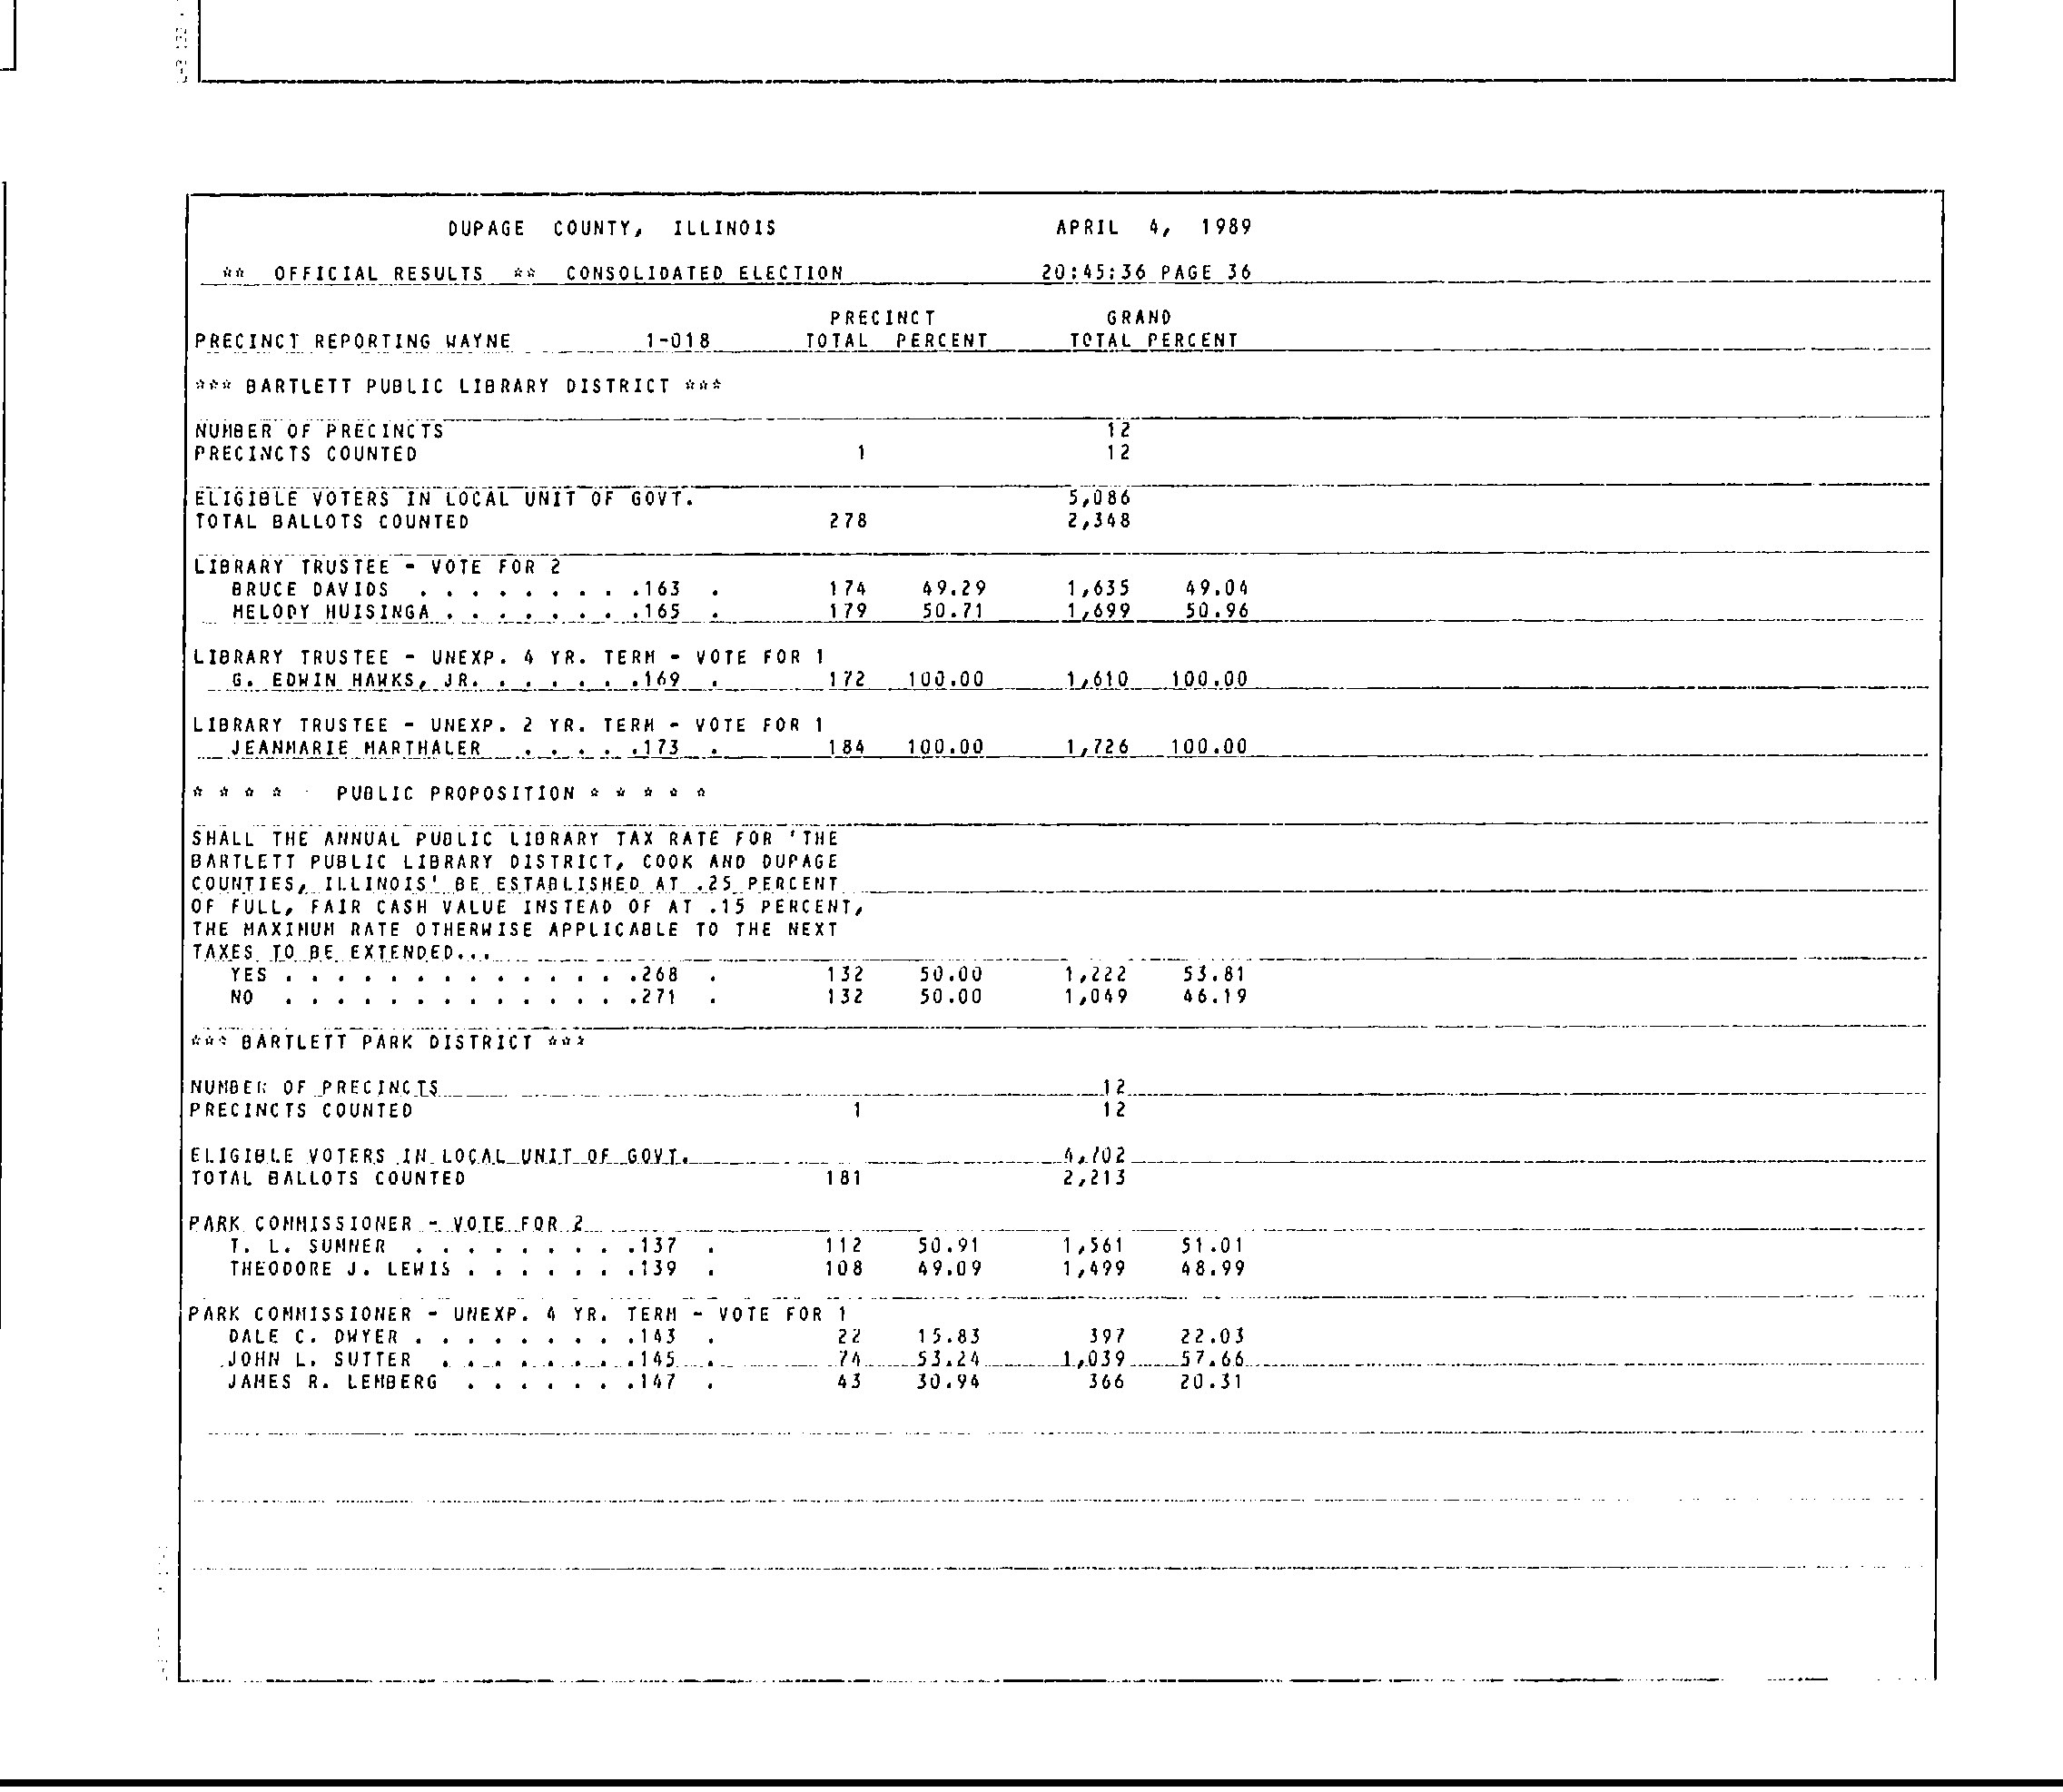 DUPAGE COUNTY, ILLINOIS APRIL 4, 1989
** OFFICIAL RESULTS ** CONSOLIDATED ELECTION 20:45:36 PAGE 36
PRECINCT GRAND
PRECINCT REPORTING WAYNE 1-018 TOTAL PERCENT TOTAL PERCENT
*** BARTLETT PUBLIC LIBRARY DISTRICT ***
NUMBER OF PRECINCTS 12
PRECINCTS COUNTED 1 12
ELIGIBLE VOTERS IN LOCAL UNIT OF GOVT. 5,086
TOTAL BALLOTS COUNTED 278 2,348
LIBRARY TRUSTEE - VOTE FOR 2
BRUCE DAVIDS . . . . . . . . .163 . 174 49.29 1,635 49.04
MELODY HUISINGA . . . . . . . .165 . 179 50.71 1,699 50.96
LIBRARY TRUSTEE - UNEXP. 4 YR. TERM - VOTE FOR 1
G. EDWIN HAWKS, JR. . . . . . .169 . 172 100.00 1,610 100.00
LIBRARY TRUSTEE - UNEXP. 2 YR. TERM - VOTE FOR 1
JEANMARIE MARTHALER . . . . .173 . 184 100.00 1,726 100.00
* * * * PUBLIC PROPOSITION * * * * *
SHALL THE ANNUAL PUBLIC LIBRARY TAX RATE FOR 'THE
BARTLETT PUBLIC LIBRARY DISTRICT, COOK AND DUPAGE
COUNTIES, ILLINOIS' BE ESTABLISHED AT .25 PERCENT
OF FULL, FAIR CASH VALUE INSTEAD OF AT .15 PERCENT,
THE MAXIMUM RATE OTHERWISE APPLICABLE TO THE NEXT
TAXES TO BE EXTENDED...
YES . . . . . . . . . . . . . .268 . 132 50.00 1,222 53.81
NO . . . . . . . . . . . . . .271 . 132 50.00 1,049 46.19
*** BARTLETT PARK DISTRICT ***
NUMBER OF PRECINCTS 12
PRECINCTS COUNTED 1 12
ELIGIBLE VOTERS IN LOCAL UNIT OF GOVT. 4,702
TOTAL BALLOTS COUNTED 181 2,213
PARK COMMISSIONER - VOTE FOR 2
T. L. SUMNER . . . . . . . . .137 . 112 50.91 1,561 51.01
THEODORE J. LEWIS . . . . . . .139 . 108 49.09 1,499 48.99
PARK COMMISSIONER - UNEXP. 4 YR. TERM - VOTE FOR 1
DALE C. DWYER . . . . . . . . .143 . 22 15.83 397 22.03
JOHN L. SUTTER . . . . . . . .145 . 74 53.24 1,039 57.66
JAMES R. LEMBERG . . . . . . .147 . 43 30.94 366 20.31